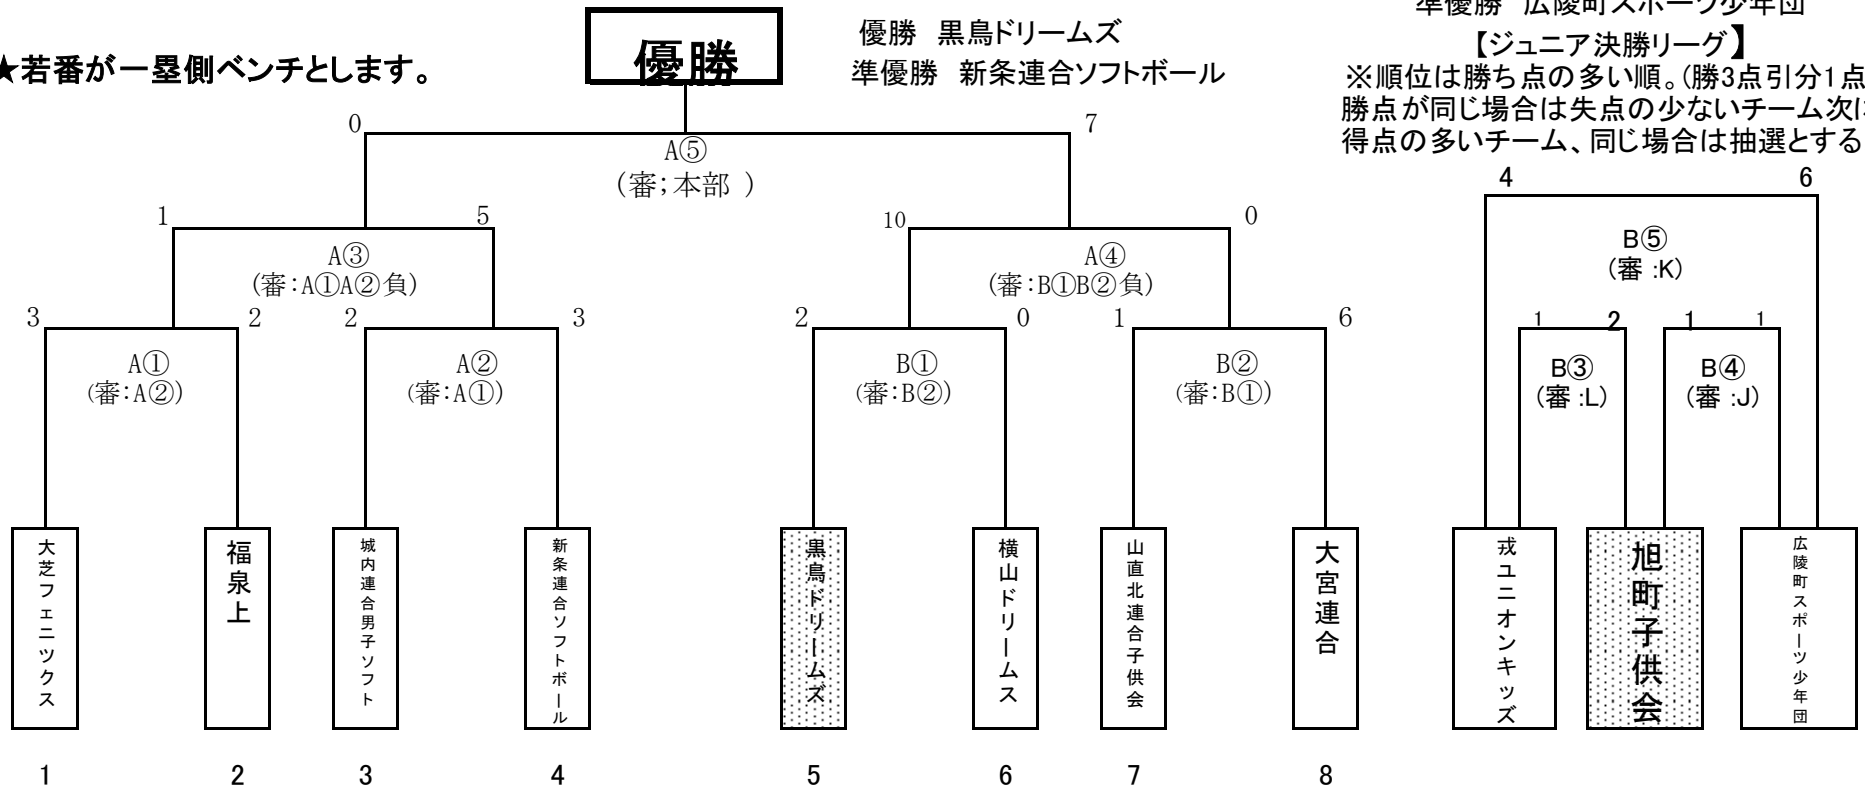 準優勝 広陵町スポーツ少年団
優勝 黒鳥ドリームズ
準優勝 新条連合ソフトボール
優勝
★若番が一塁側ベンチとします。
【ジュニア決勝リーグ】
※順位は勝ち点の多い順。(勝3点引分1点
勝点が同じ場合は失点の少ないチーム次に
得点の多いチーム、同じ場合は抽選とする
0 7
A⑤
(審;本部 )
4 6
1 5 10 0
A③ A④
(審:A①A②負) (審:B①B②負)
B⑤
(審:K)
3 2 2 3 2 0 1 6
1 2 1 1
A① A② B① B② B③ B④
(審:A②) (審:A①) (審:B②) (審:B①) (審:L) (審:J)
大芝フェニツクス
福泉上
城内連合男子ソフト
新条連合ソフトボール
黒鳥ドリームズ
横山ドリームス
山直北連合子供会
大宮連合
戎ユニオンキッズ
旭町子供会
広陵町スポーツ少年団
1 2 3 4 5 6 7 8